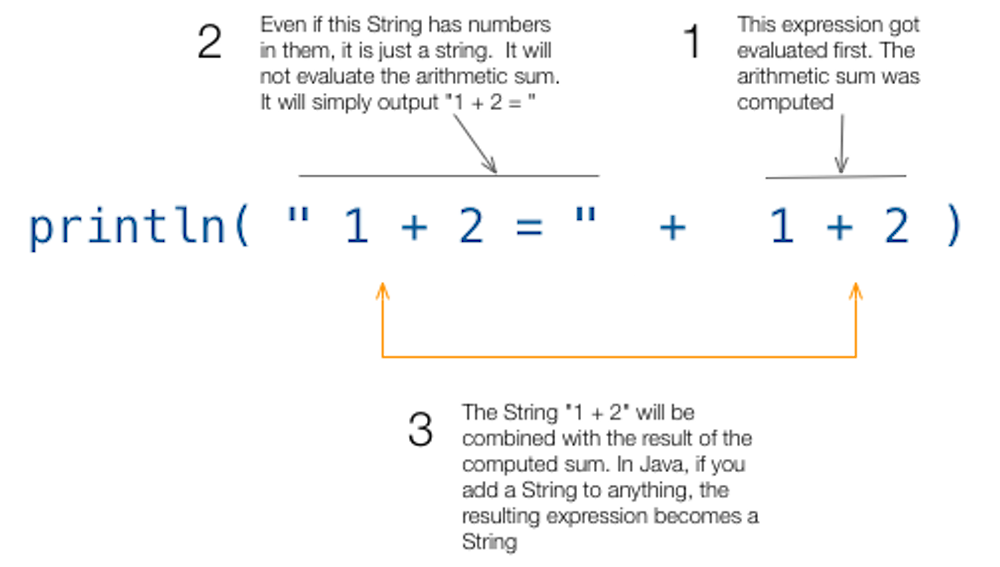 2
Even if this String has numbers
in them, it is just a string.  It will
not evaluate the arithmetic sum.
It will simply output "1 + 2 = "
1
This expression got
evaluated first. The
arithmetic sum was
computed
println( " 1 + 2 = "  +  1 + 2 )
3
The String "1 + 2" will be
combined with the result of the
computed sum. In Java, if you
add a String to anything, the
resulting expression becomes a
String